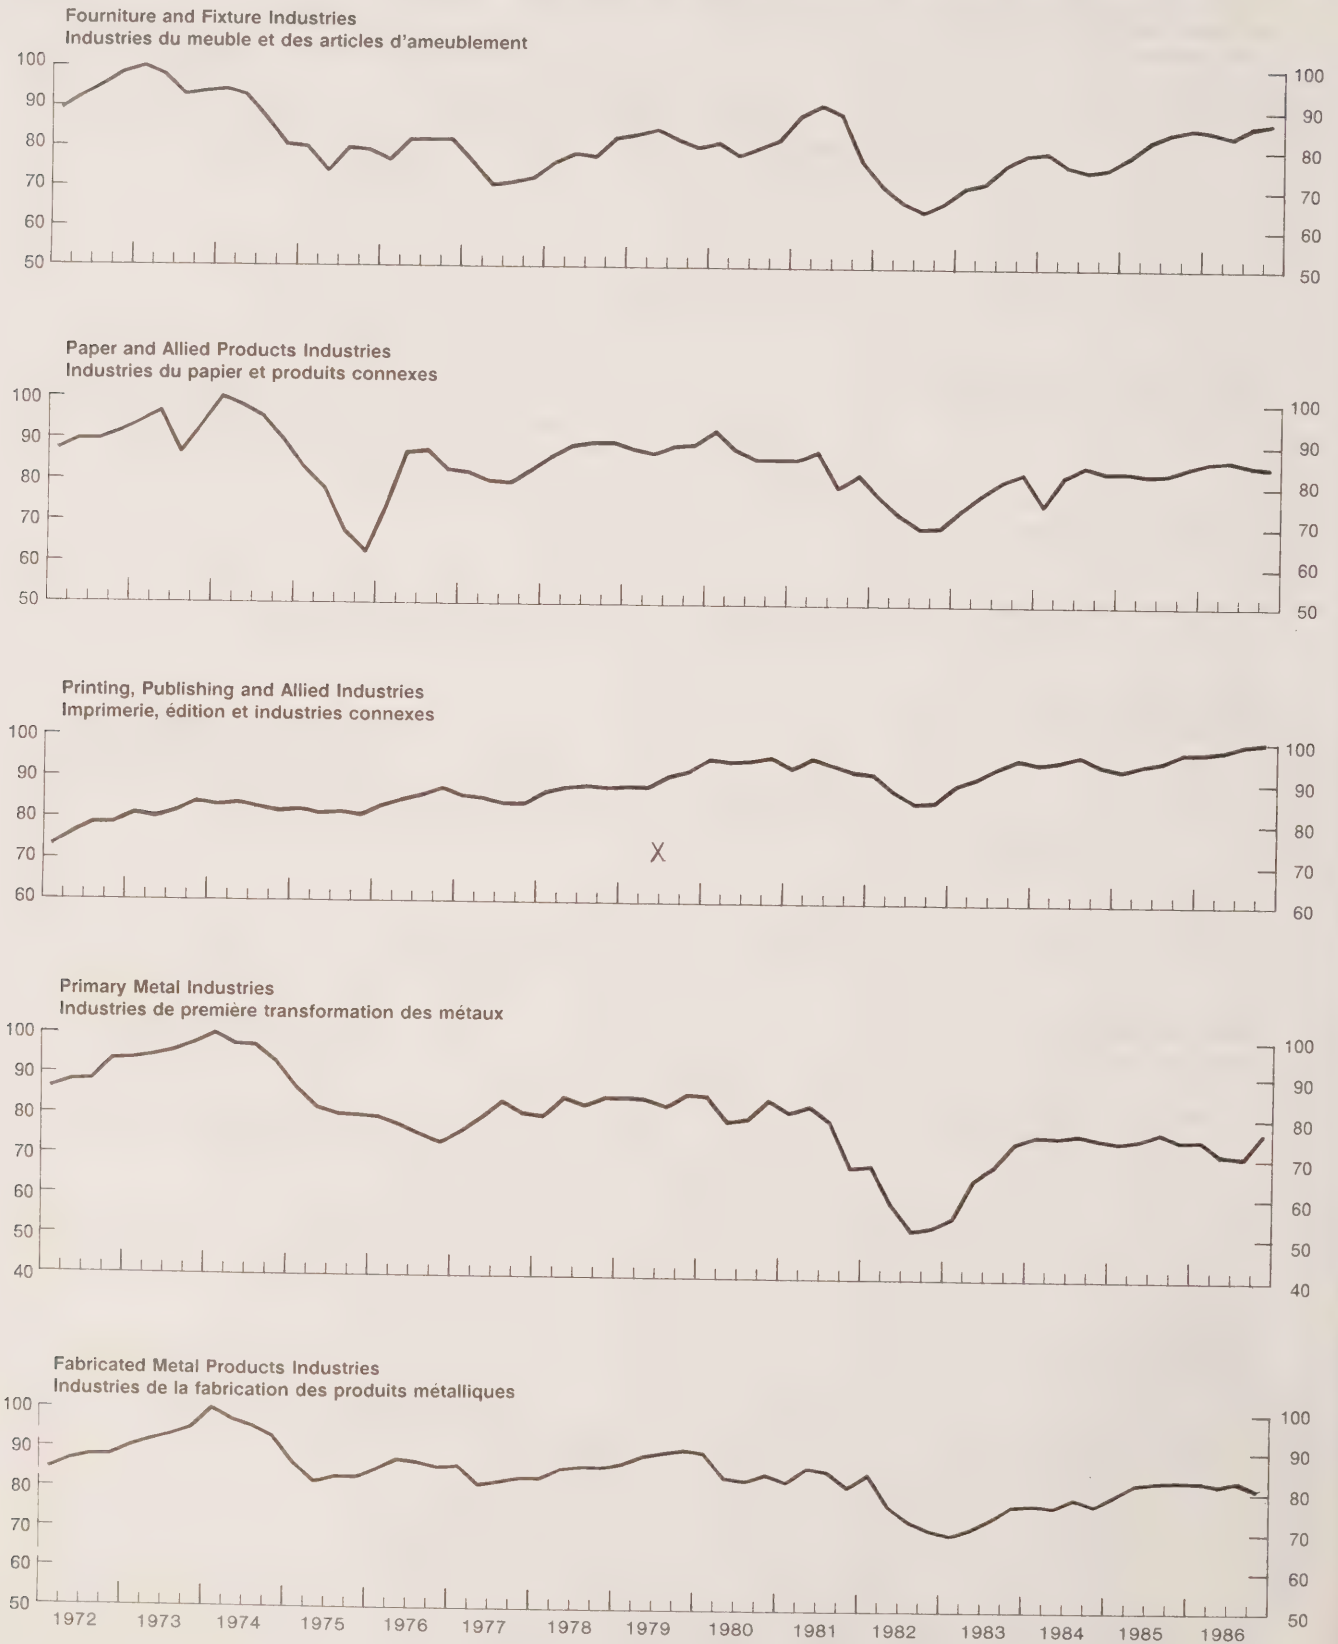 Fourniture and Fixture Industries
Industries du meuble et des articles d'ameublement
100 100
90 90
80 80
70 70
60 60
50 50
Paper and Allied Products Industries
Industries du papier et produits connexes
100 100
90 90
80 80
70 70
60 60
50 50
Printing, Publishing and Allied Industries
Imprimerie, édition et industries connexes
100 100
90 90
80 80
70 X 70
60 60
Primary Metal Industries
Industries de première transformation des métaux
100 100
90 90
80 80
70 70
60 60
50 50
40 40
Fabricated Metal Products Industries
Industries de la fabrication des produits métalliques
100 100
90 90
80 80
70 70
60 60
50 50
1972 1973 1974 1975 1976 1977 1978 1979 1980 1981 1982 1983 1984 1985 1986